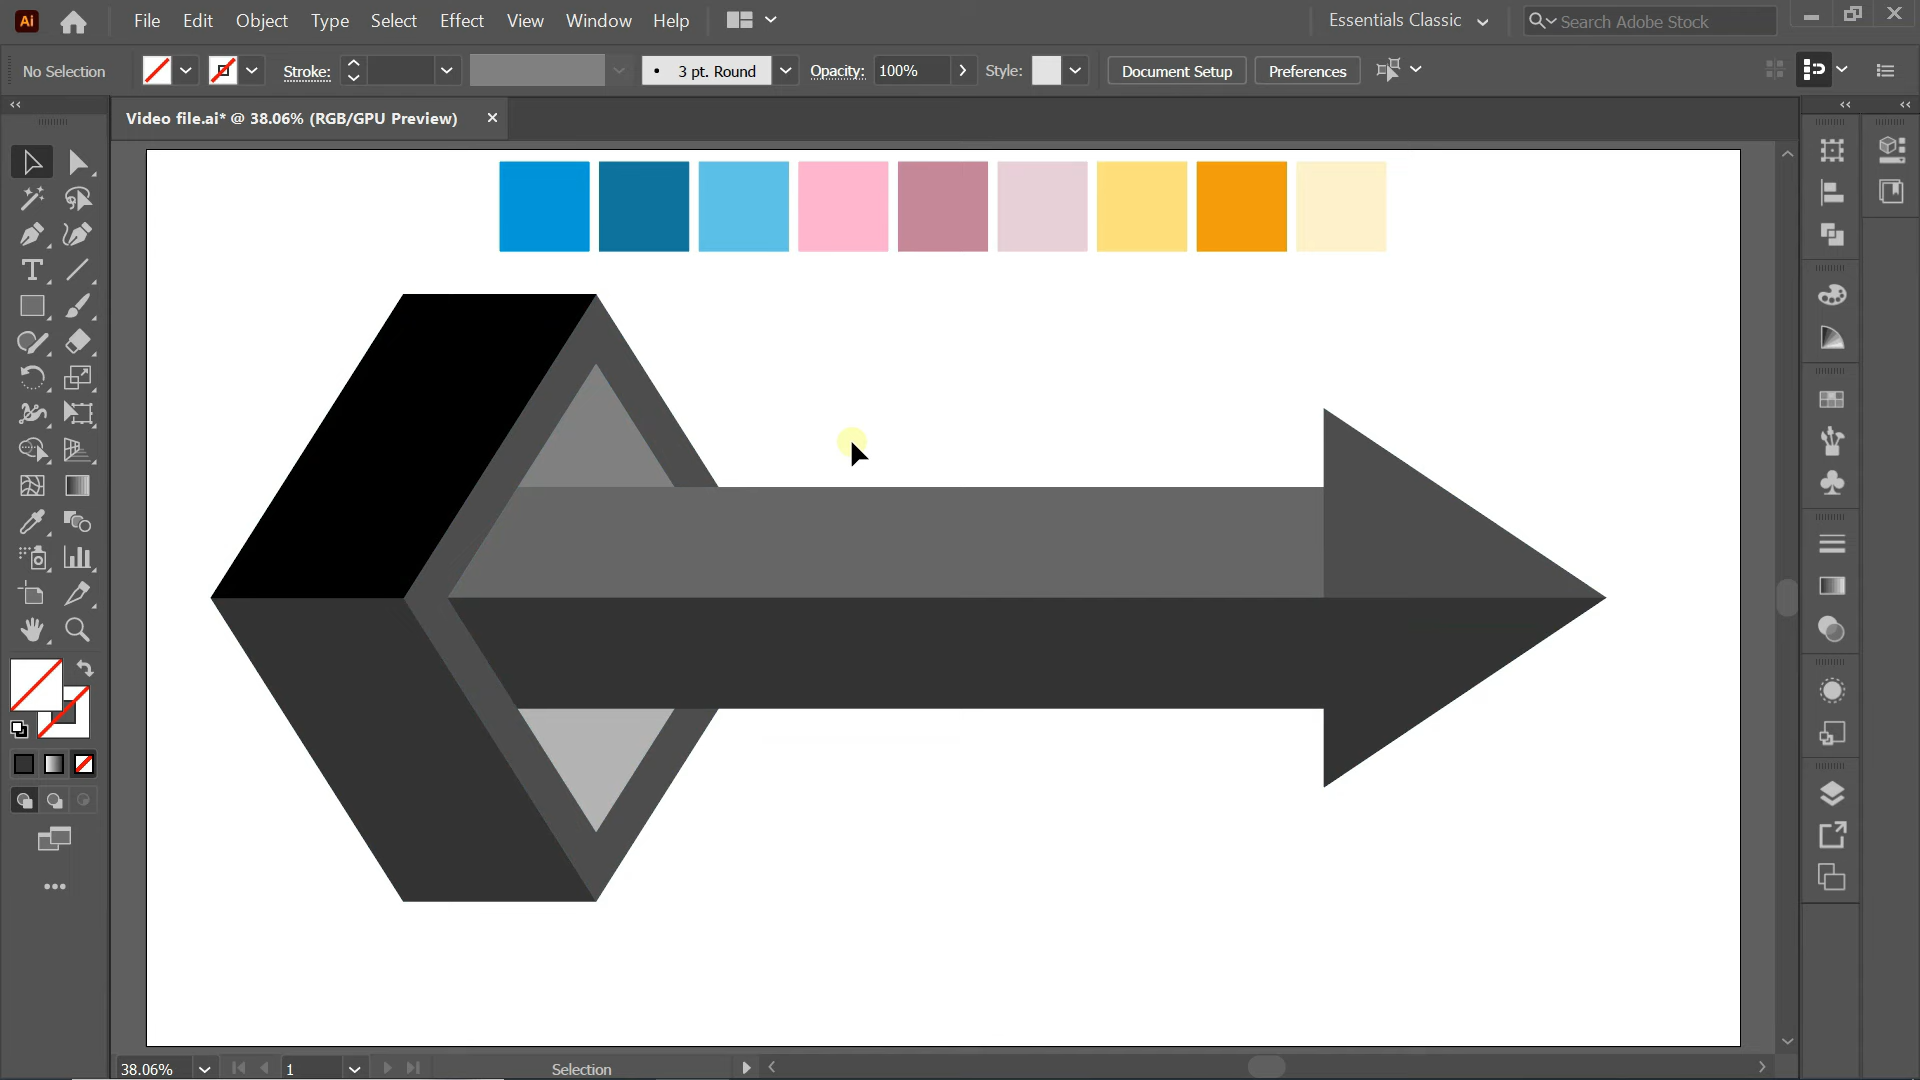 Ai File Edit Object Type Select Effect View Window Help Essentials Classic Search Adobe Stock
No Selection Stroke: 3 pt. Round Opacity: 100% Style: Document Setup Preferences
Video file.ai* @ 38.06% (RGB/GPU Preview)
38.06% 1 Selection